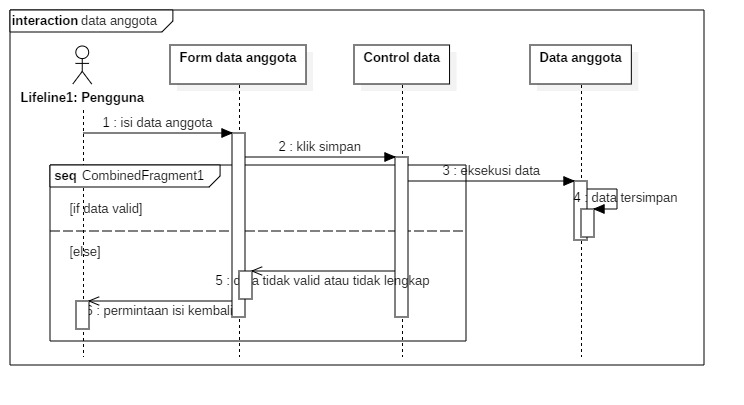 interaction data anggota
Form data anggota
Control data
Data anggota
Lifeline1: Pengguna
1 : isi data anggota
2 : klik simpan
3 : eksekusi data
seq CombinedFragment1
4 : data tersimpan
[if data valid]
[else]
5 : data tidak valid atau tidak lengkap
6 : permintaan isi kembali